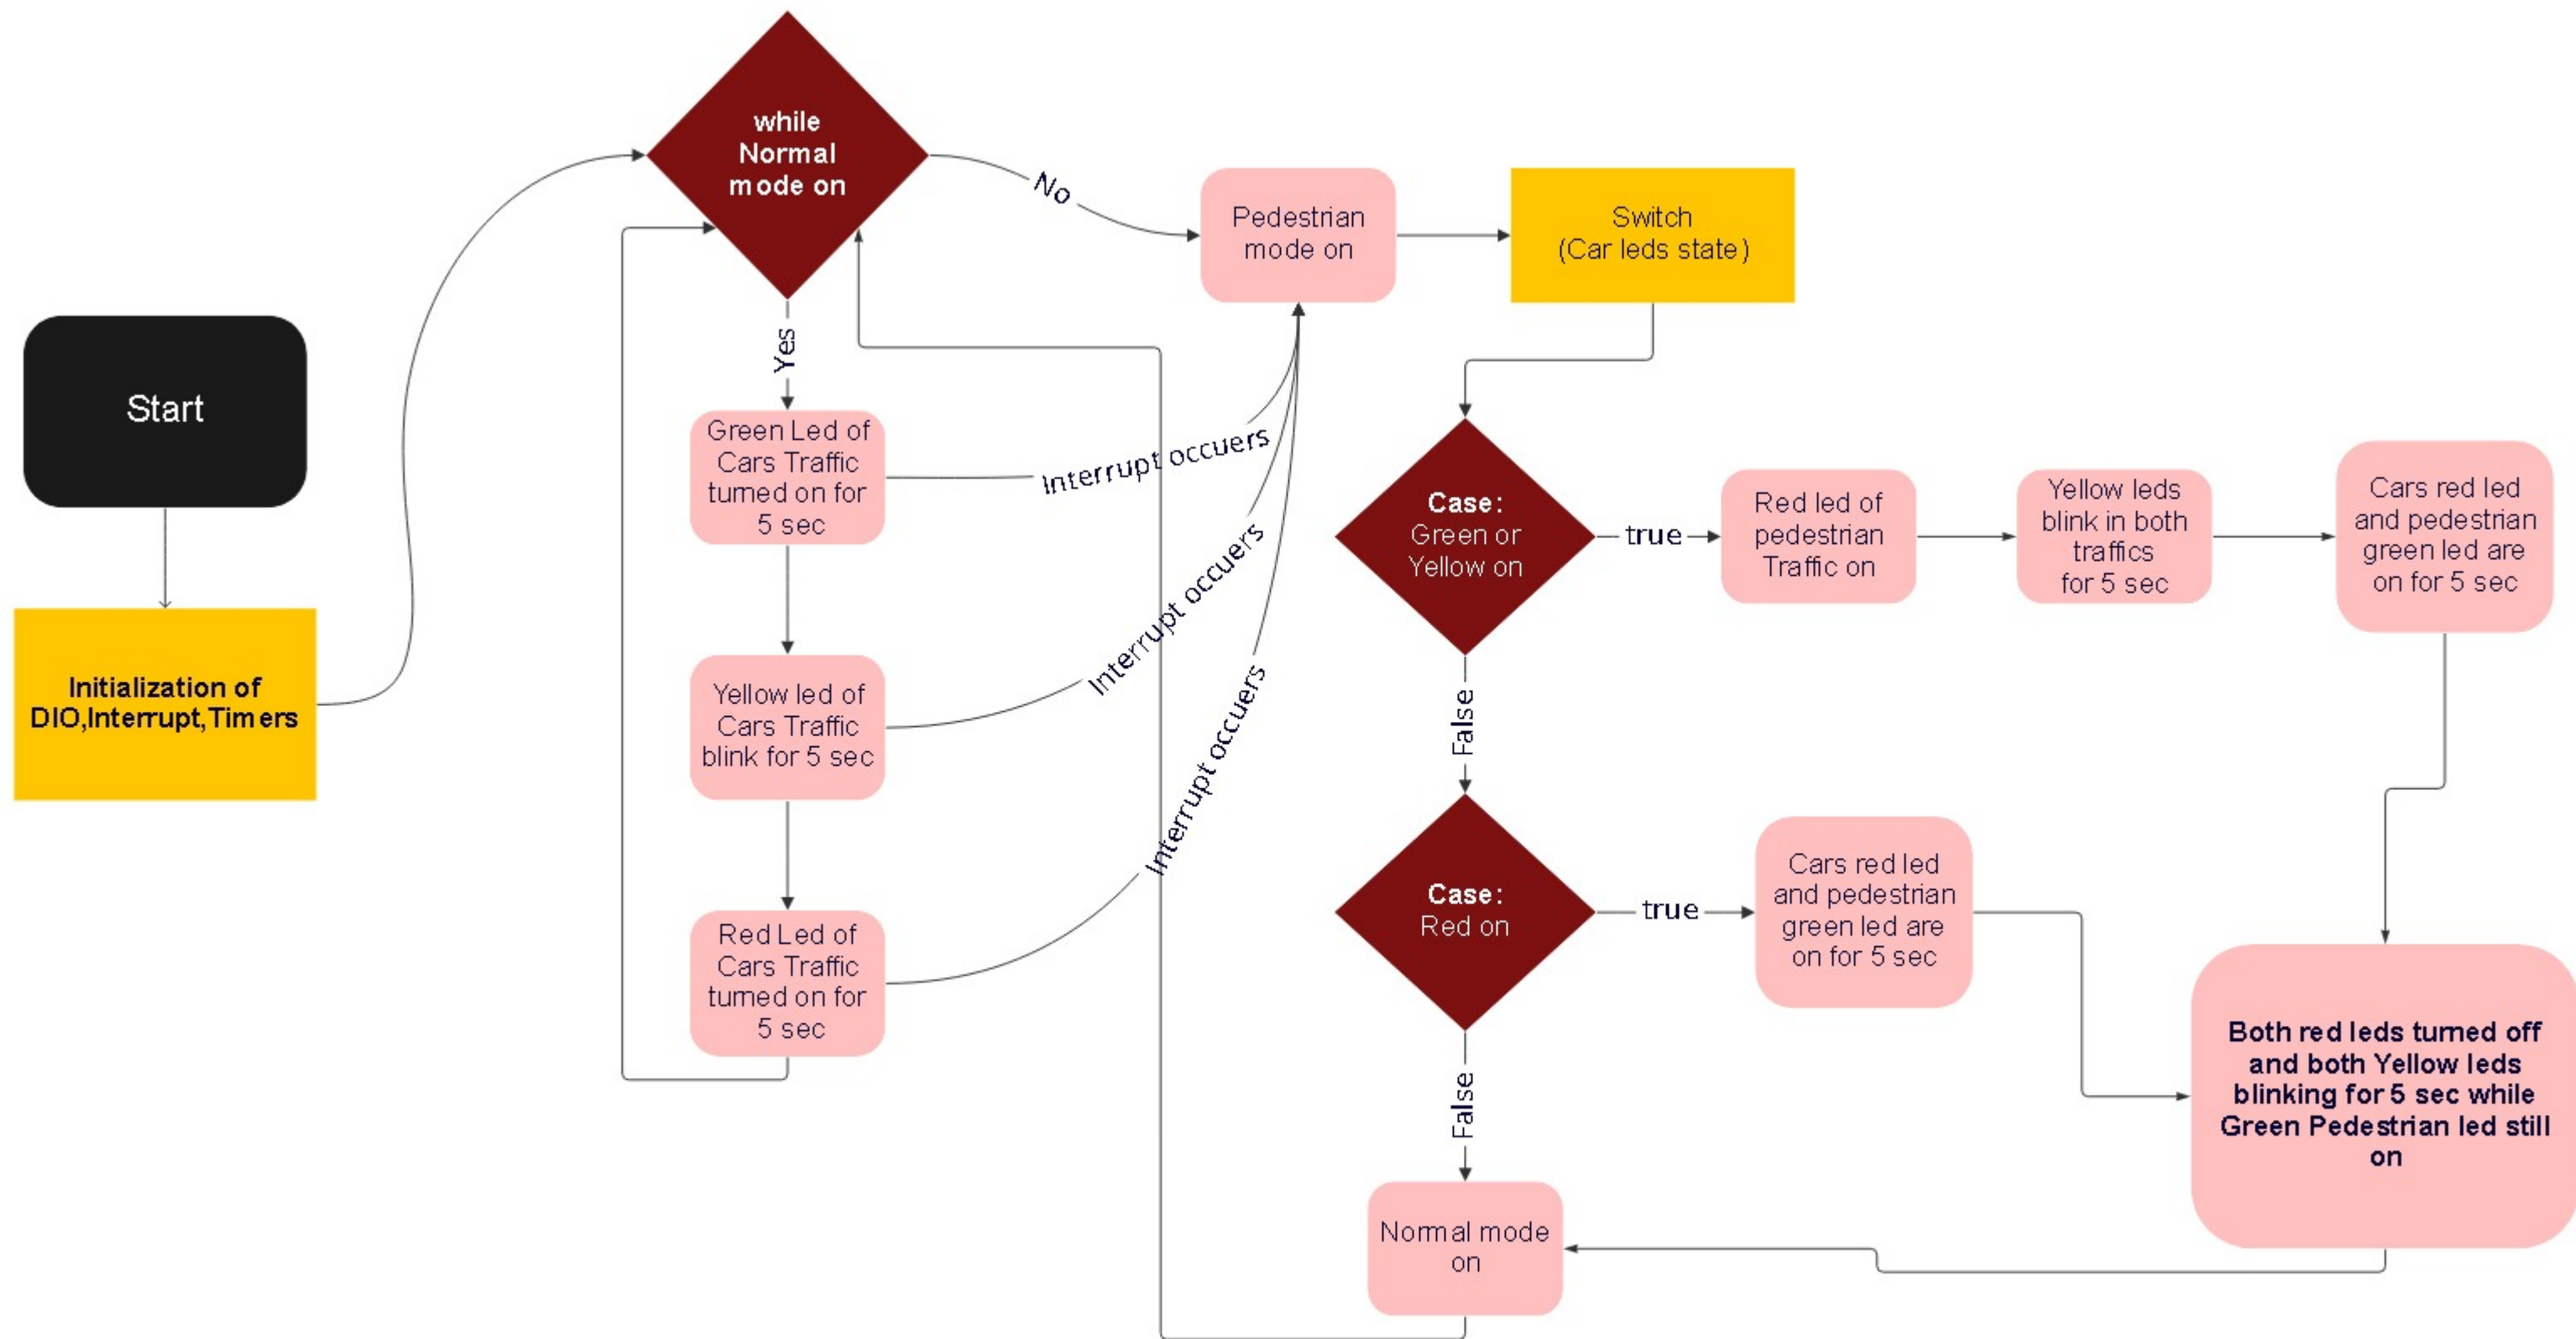 Start
Initialization of
DIO,Interrupt,Timers
while
Normal
mode on
Yes
No
Green Led of
Cars Traffic
turned on for
5 sec
Interrupt occuers
Yellow led of
Cars Traffic
blink for 5 sec
Interrupt occuers
Red Led of
Cars Traffic
turned on for
5 sec
Interrupt occuers
Pedestrian
mode on
Switch
(Car leds state)
Case:
Green or
Yellow on
true
Red led of
pedestrian
Traffic on
Yellow leds
blink in both
traffics
for 5 sec
Cars red led
and pedestrian
green led are
on for 5 sec
False
Case:
Red on
true
Cars red led
and pedestrian
green led are
on for 5 sec
Both red leds turned off
and both Yellow leds
blinking for 5 sec while
Green Pedestrian led still
on
False
Normal mode
on